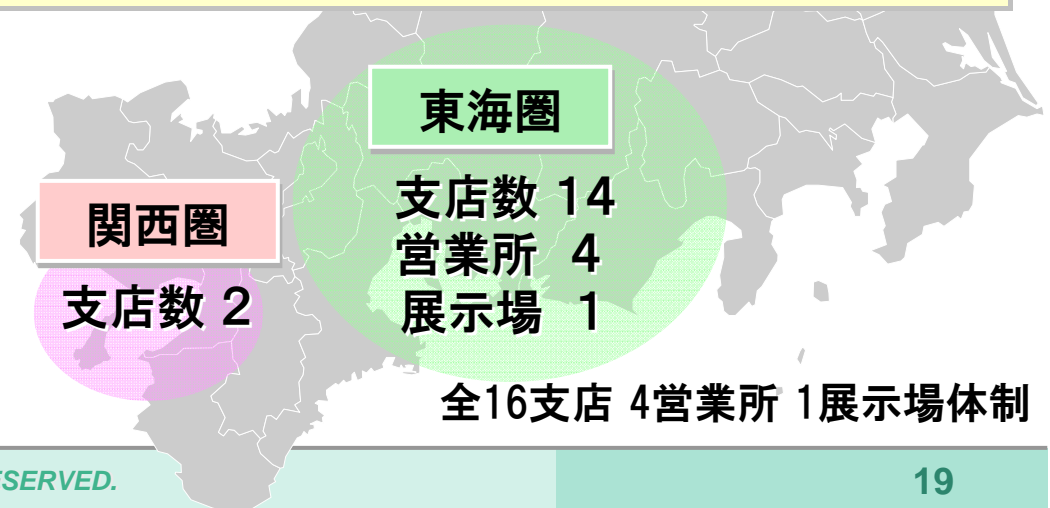 東海圏
支店数 14
営業所 4
展示場 1
関西圏
支店数 2
全16支店 4営業所 1展示場体制
ESERVED.
19